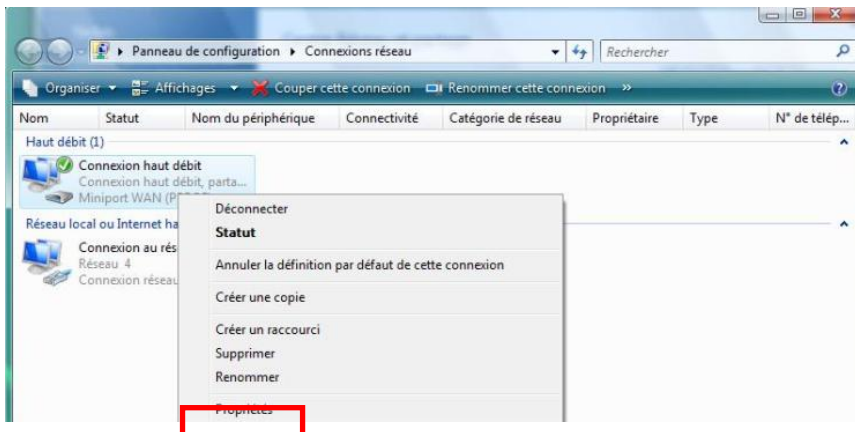 Panneau de configuration Connexions réseau Rechercher
Organiser Affichages Couper cette connexion Renommer cette connexion »
Nom Statut Nom du périphérique Connectivité Catégorie de réseau Propriétaire Type N° de télép...
Haut débit (1)
Connexion haut débit
Connexion haut débit, parta...
Miniport WAN
Déconnecter
Réseau local ou Internet ha
Statut
Connexion au rés
Réseau 4
Annuler la définition par défaut de cette connexion
Connexion réseau
Créer une copie
Créer un raccourci
Supprimer
Renommer
Propriétés